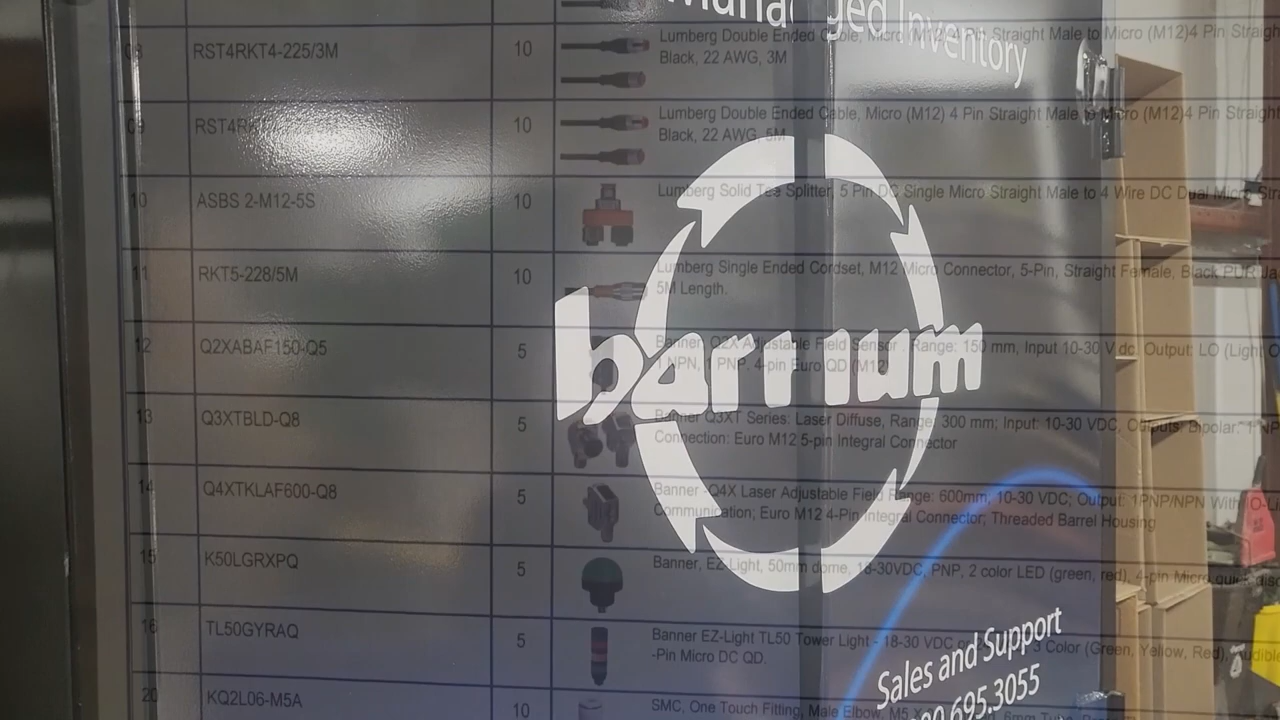 Managed Inventory
08 RST4RKT4-225/3M 10 Lumberg Double Ended Cable, Micro (M12) 4 Pin Straight Male to Micro (M12)4 Pin Straight
Black, 22 AWG, 3M
09 10 Lumberg Double Ended Cable, Micro (M12) 4 Pin Straight Male to Micro (M12)4 Pin Straight
Black, 22 AWG, 5M
10 ASBS 2-M12-5S 10 Lumberg Solid Tee Splitter, 5 Pin DC Single Micro Straight Male to 4 Wire DC Dual Micro
11 RKT5-228/5M 10 Lumberg Single Ended Cordset, M12 Micro Connector, 5-Pin, Straight Female, Black PUR
5M Length.
12 Q2XABAF150-Q5 5 Banner, Q2X Adjustable Field Sensor . Range: 150 mm, Input 10-30 V dc. Output: LO (Light
1 NPN, 1 PNP. 4-pin Euro QD (M12)
barnum
13 Q3XTBLD-Q8 5 Banner Q3XT Series: Laser Diffuse, Range: 300 mm; Input: 10-30 VDC, Outputs: Bipolar: 1
Connection: Euro M12 5-pin Integral Connector
14 Q4XTKLAF600-Q8 5 Banner -Q4X Laser Adjustable Field Range: 600mm; 10-30 VDC; Output: 1PNP/NPN With
Communication; Euro M12 4-Pin Integral Connector; Threaded Barrel Housing
15 K50LGRXPQ 5 Banner, EZ-Light, 50mm dome, 18-30VDC, PNP, 2 color LED (green, red), 4-pin Micro quick
16 TL50GYRAQ 5 Banner EZ-Light TL50 Tower Light - 18-30 VDC 3 Color (Green, Yellow, Red),
-Pin Micro DC QD.
Sales and Support
695.3055
20 KQ2L06-M5A 10 SMC, One Touch Fitting, Male Elbow,